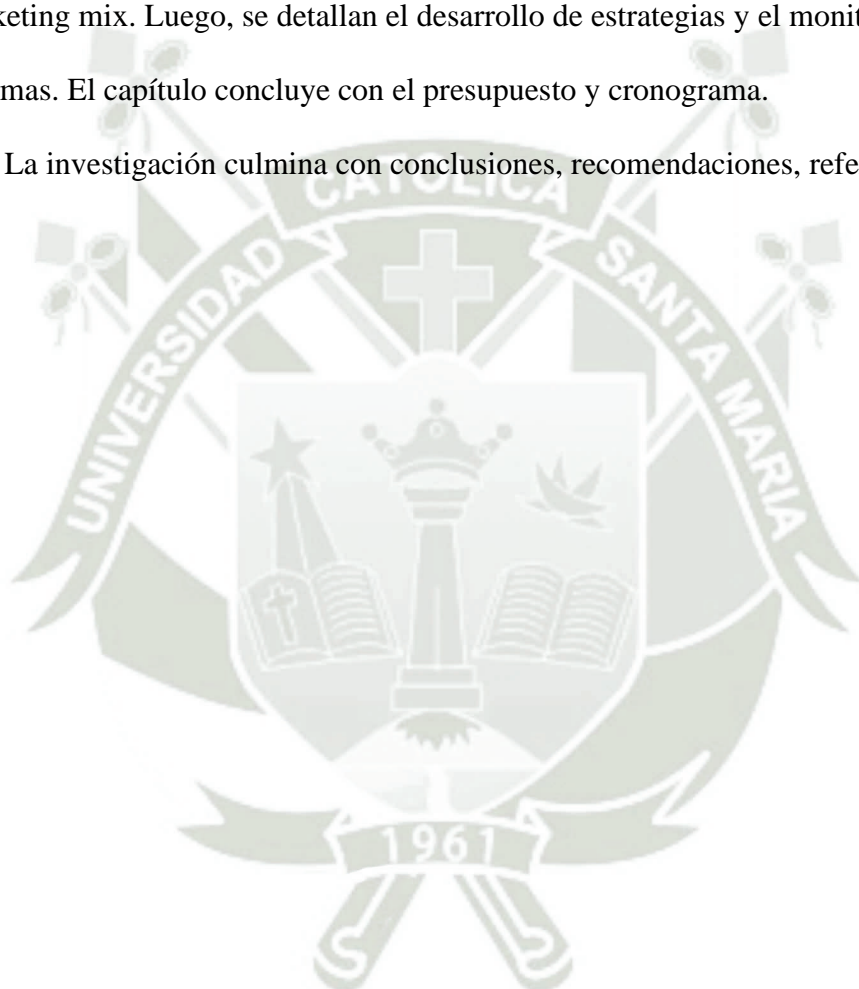 keting mix. Luego, se detallan el desarrollo de estrategias y el monit
mas. El capítulo concluye con el presupuesto y cronograma.
La investigación culmina con conclusiones, recomendaciones, refe
UNIVERSIDAD CATOLICA SANTA MARIA
1961